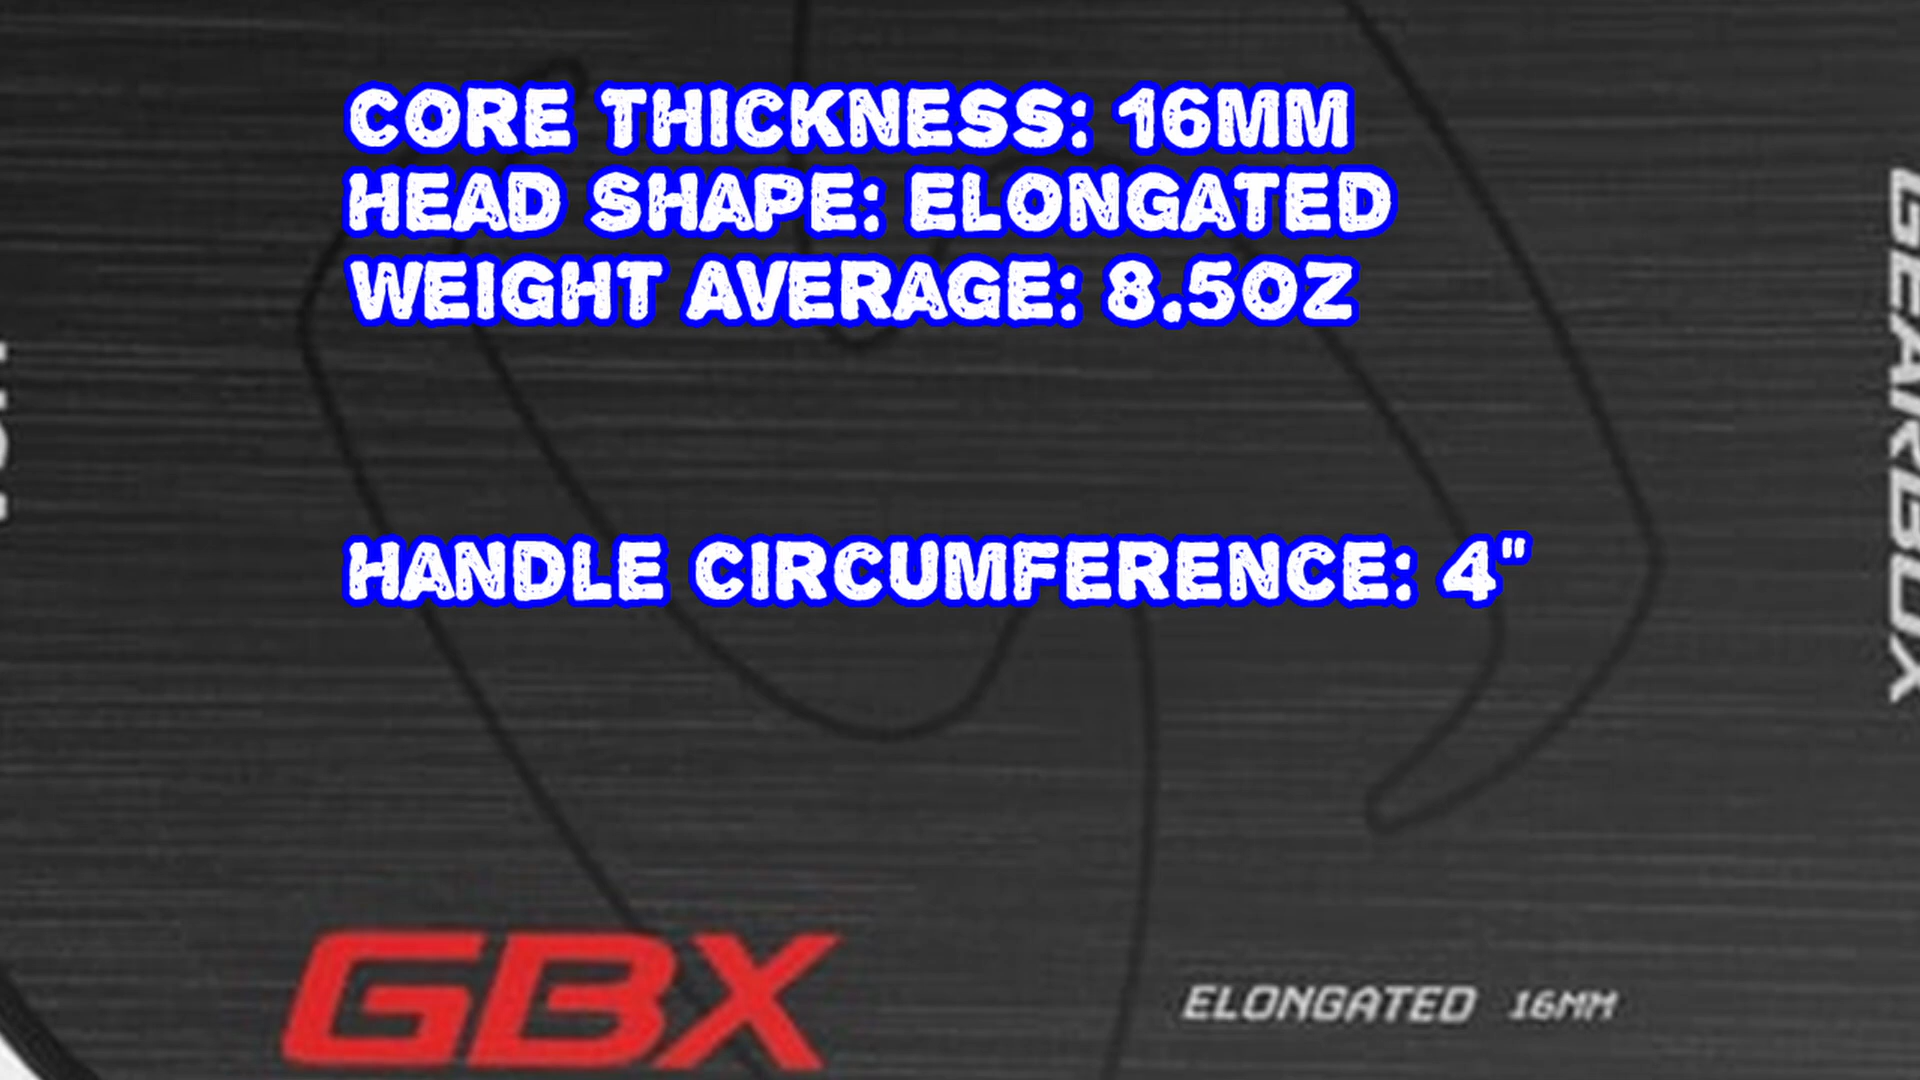 CORE THICKNESS: 16MM
HEAD SHAPE: ELONGATED
WEIGHT AVERAGE: 8.5OZ
HANDLE CIRCUMFERENCE: 4"
GEARBOX
GBX
ELONGATED 16MM